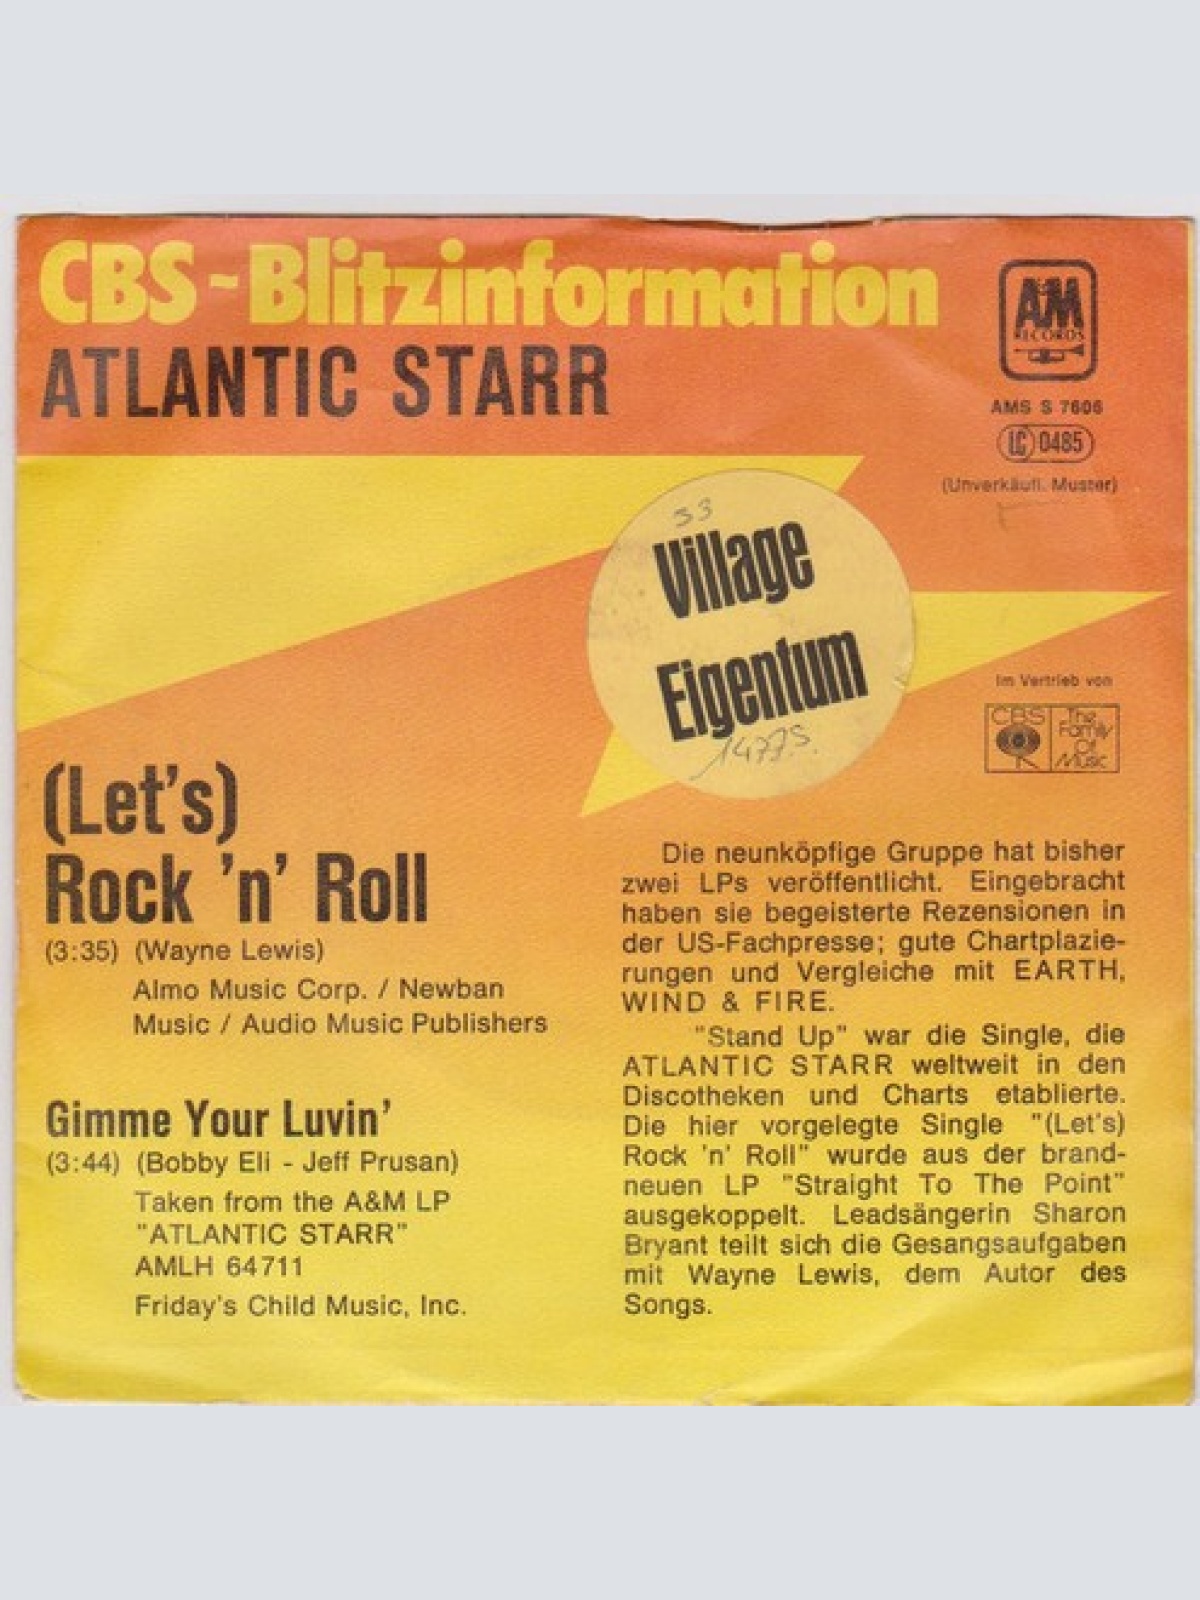 CBS-Blitzinformation
ATLANTIC STARR
A&M
RECORDS
AMS S 7606
LC 0485
(Unverkäufl. Muster)
33
Village
Eigentum
1477S.
Im Vertrieb von
CBS
The
Family
Of
Music
(Let's)
Rock 'n' Roll
(3:35) (Wayne Lewis)
Almo Music Corp. / Newban
Music / Audio Music Publishers
Gimme Your Luvin'
(3:44) (Bobby Eli - Jeff Prusan)
Taken from the A&M LP
"ATLANTIC STARR"
AMLH 64711
Friday's Child Music, Inc.
Die neunköpfige Gruppe hat bisher
zwei LPs veröffentlicht. Eingebracht
haben sie begeisterte Rezensionen in
der US-Fachpresse; gute Chartplazie-
rungen und Vergleiche mit EARTH,
WIND & FIRE.
"Stand Up" war die Single, die
ATLANTIC STARR weltweit in den
Discotheken und Charts etablierte.
Die hier vorgelegte Single "(Let's)
Rock 'n' Roll" wurde aus der brand-
neuen LP "Straight To The Point"
ausgekoppelt. Leadsängerin Sharon
Bryant teilt sich die Gesangsaufgaben
mit Wayne Lewis, dem Autor des
Songs.